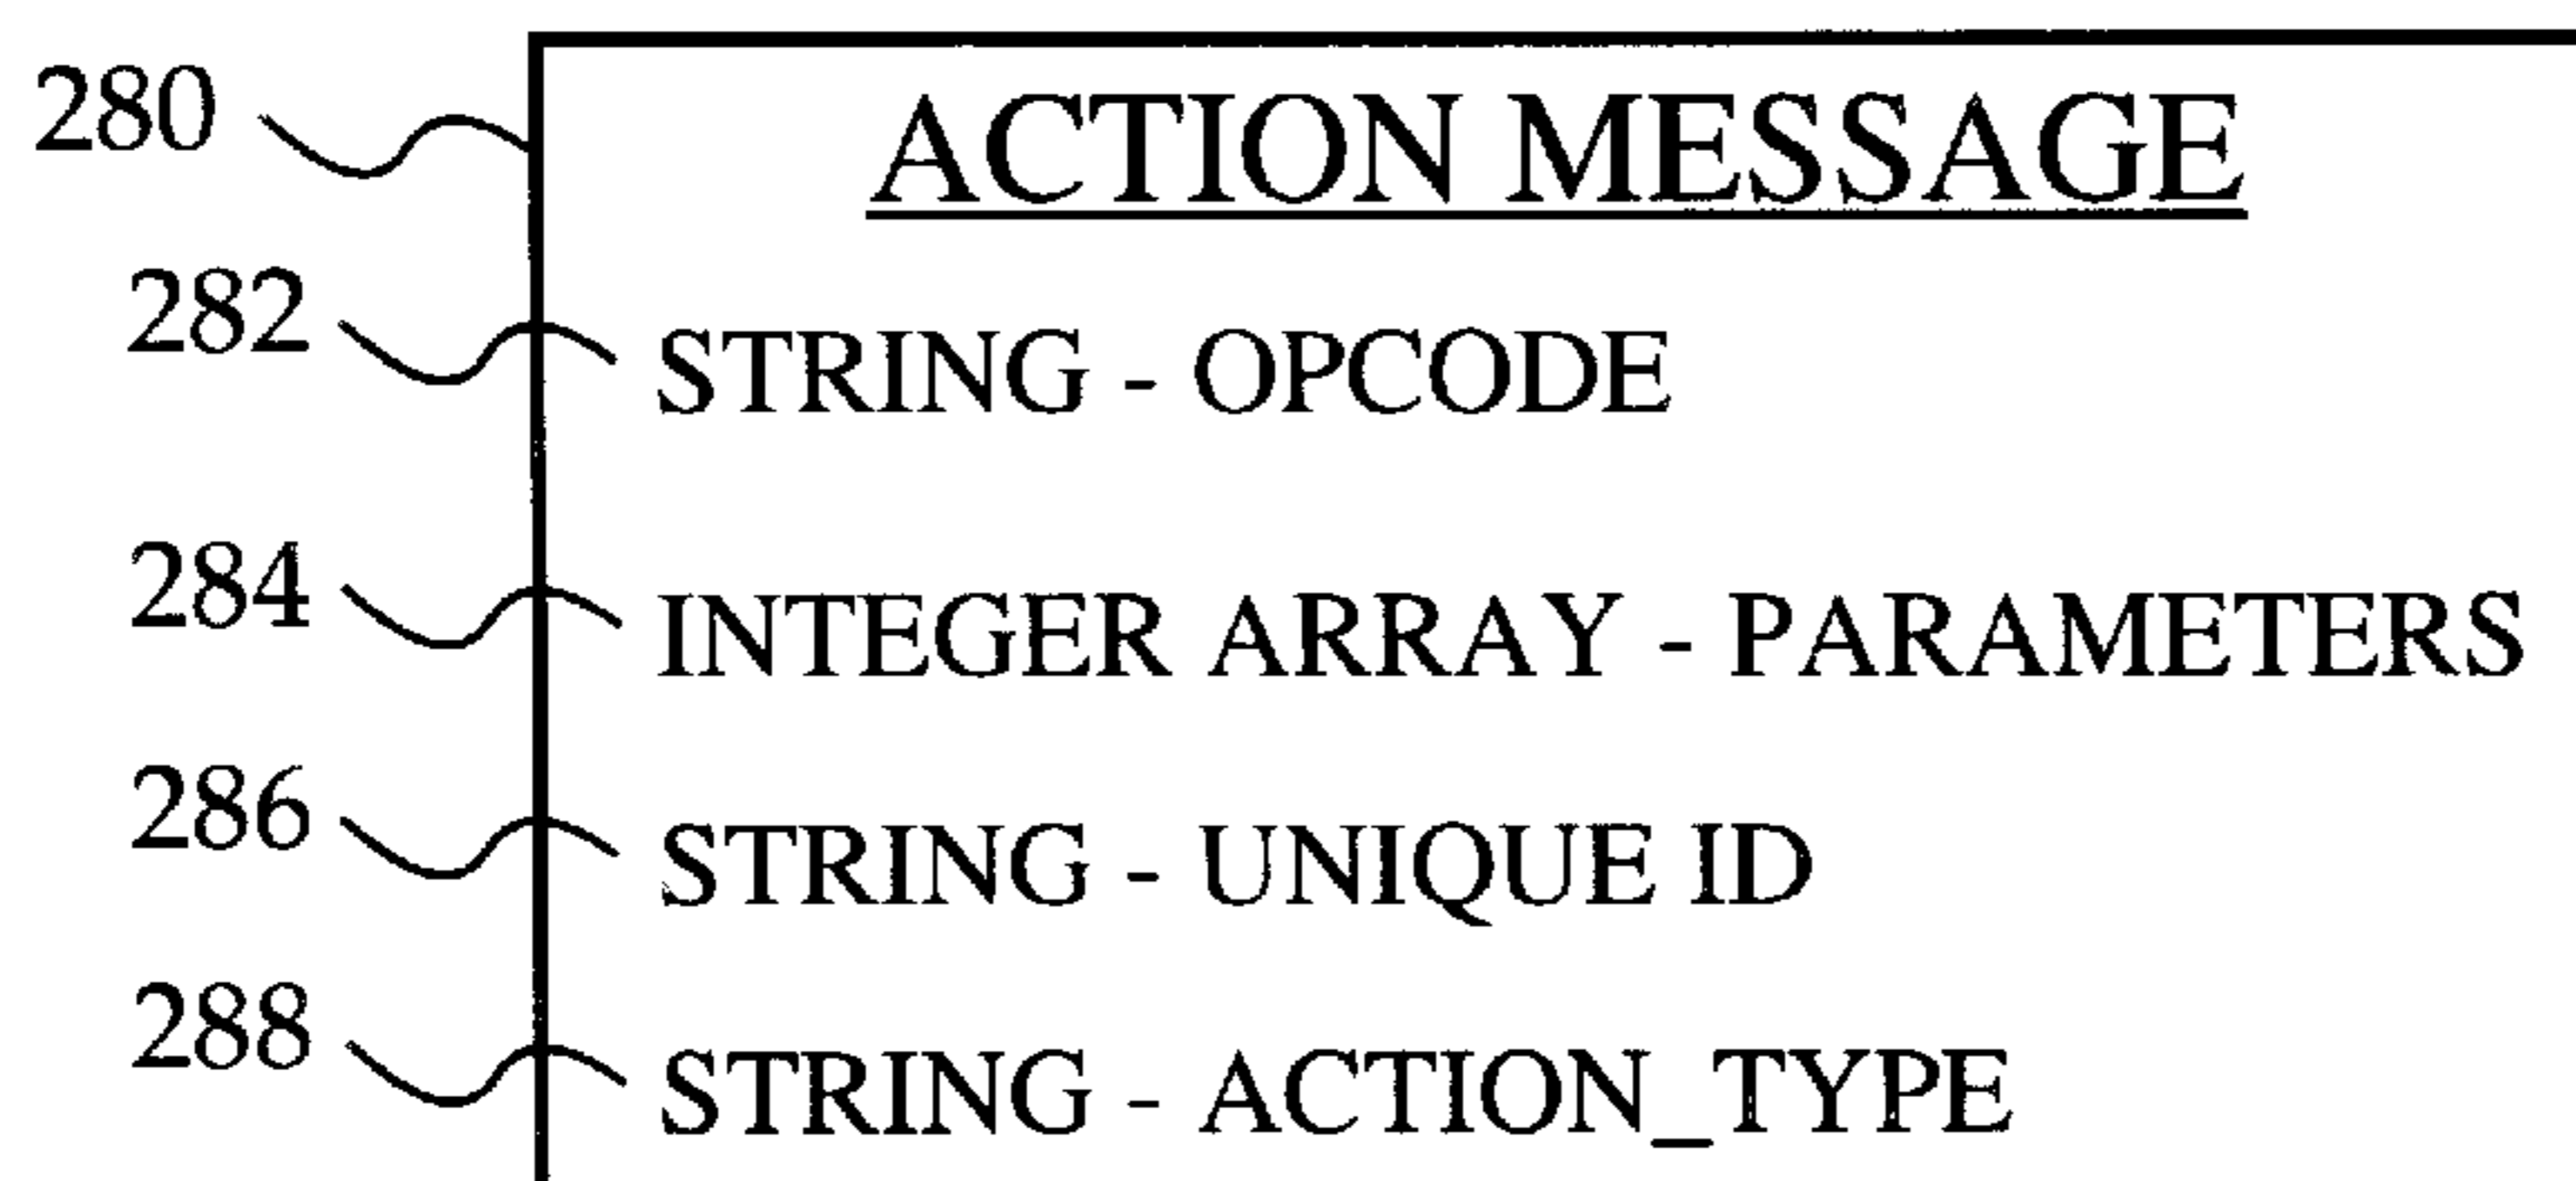 280 ACTION MESSAGE
282 STRING - OPCODE
284 INTEGER ARRAY - PARAMETERS
286 STRING - UNIQUE ID
288 STRING - ACTION_TYPE